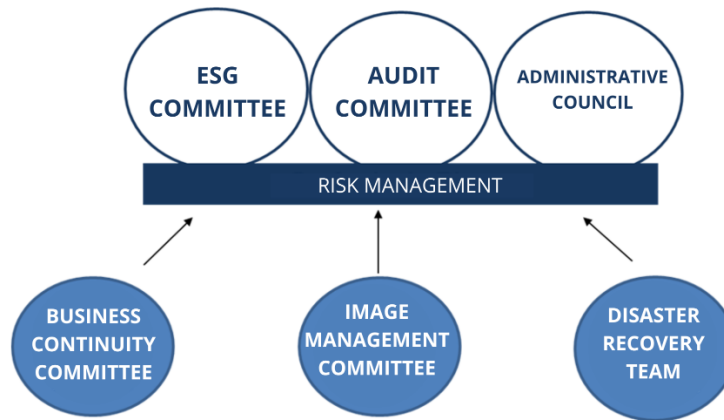 ESG
COMMITTEE
AUDIT
COMMITTEE
ADMINISTRATIVE
COUNCIL
RISK MANAGEMENT
BUSINESS
CONTINUITY
COMMITTEE
IMAGE
MANAGEMENT
COMMITTEE
DISASTER
RECOVERY
TEAM